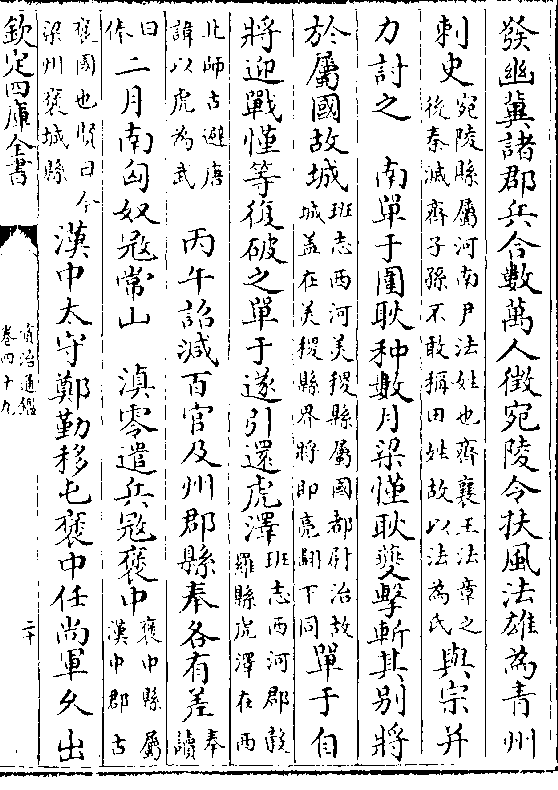 發幽冀諸郡兵合數萬人徵宛陵令扶風法雄為青州
刺史
宛陵縣屬河南尹法姓也齊襄王法章之
後秦滅齊子孫不敢稱田姓故以法為氏
與宗并
力討之　南單于圍耿种數月梁慬耿夔擊斬其别將
於屬國故城
班志西河美稷縣屬國都尉治故
城蓋在美稷縣界將即亮翻下同
單于自
將迎戰慬等復破之單于遂引還虎澤
班志西河郡縠
羅縣虎澤在西
北師古避唐
諱以虎為武
丙午詔減百官及州郡縣奉各有差
奉
讀
曰
俸
二月南匈奴冦常山　滇零遣兵冦褒中
褒中縣屬
漢中郡古
褒國也賢曰今
梁州褒城縣
漢中太守鄭勤移屯褒中任尚軍乆出
欽定四庫全書
資治通鑑
卷四十九
二十